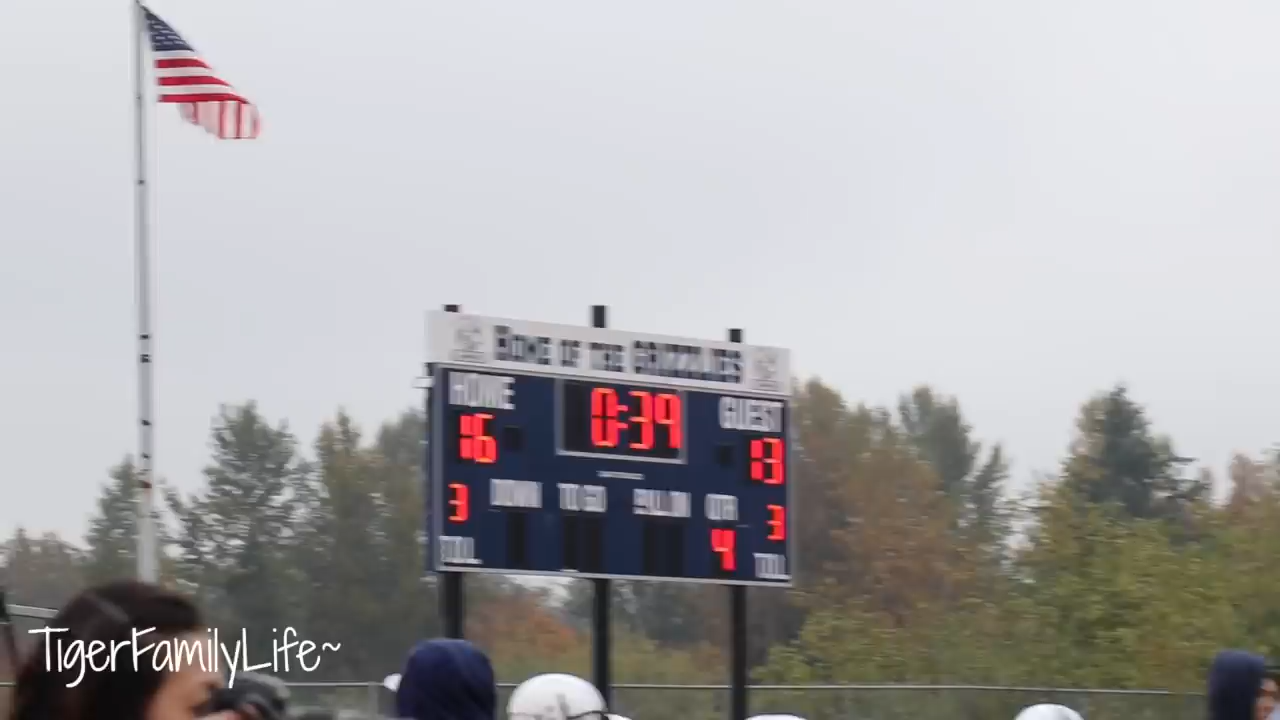 HOME OF THE GRIZZLIES
HOME 0:39 GUEST
16 13
3 DOWN TO GO BALL ON QTR 3
TOL 4 TOL
TigerFamilyLife~